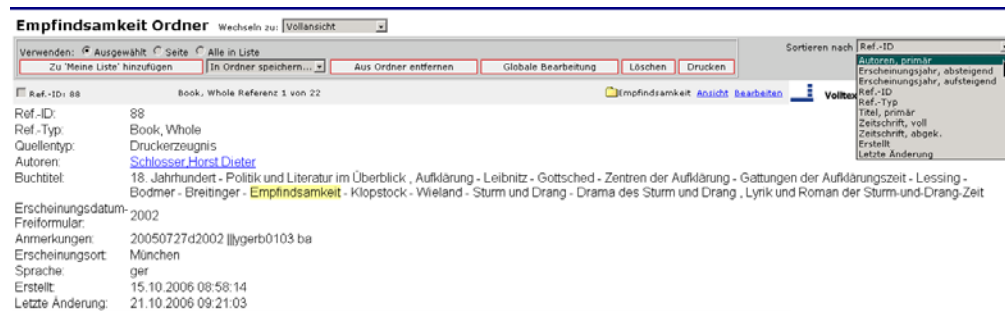 Empfindsamkeit Ordner Wechseln zu: Vollansicht
Verwenden: Ausgewählt Seite Alle in Liste
Sortieren nach Ref.-ID
Zu 'Meine Liste' hinzufügen In Ordner speichern... Aus Ordner entfernen Globale Bearbeitung Löschen Drucken
Autoren, primär
Erscheinungsjahr, absteigend
Erscheinungsjahr, aufsteigend
Ref.-ID
Ref.-Typ
Titel, primär
Zeitschrift, voll
Zeitschrift, abgek.
Erstellt
Letzte Änderung
Ref.-ID: 88 Book, Whole Referenz 1 von 22 Empfindsamkeit Ansicht Bearbeiten
Ref.-ID: 88
Ref.-Typ: Book, Whole
Quellentyp: Druckerzeugnis
Autoren: Schlosser,Horst Dieter
Buchtitel: 18. Jahrhundert - Politik und Literatur im Überblick , Aufklärung - Leibnitz - Gottsched - Zentren der Aufklärung - Gattungen der Aufklärungszeit - Lessing -
Bodmer - Breitinger - Empfindsamkeit - Klopstock - Wieland - Sturm und Drang - Drama des Sturm und Drang , Lyrik und Roman der Sturm-und-Drang-Zeit
Erscheinungsdatum-
Freiformular: 2002
Anmerkungen: 20050727d2002 |||ygerb0103 ba
Erscheinungsort: München
Sprache: ger
Erstellt: 15.10.2006 08:58:14
Letzte Änderung: 21.10.2006 09:21:03